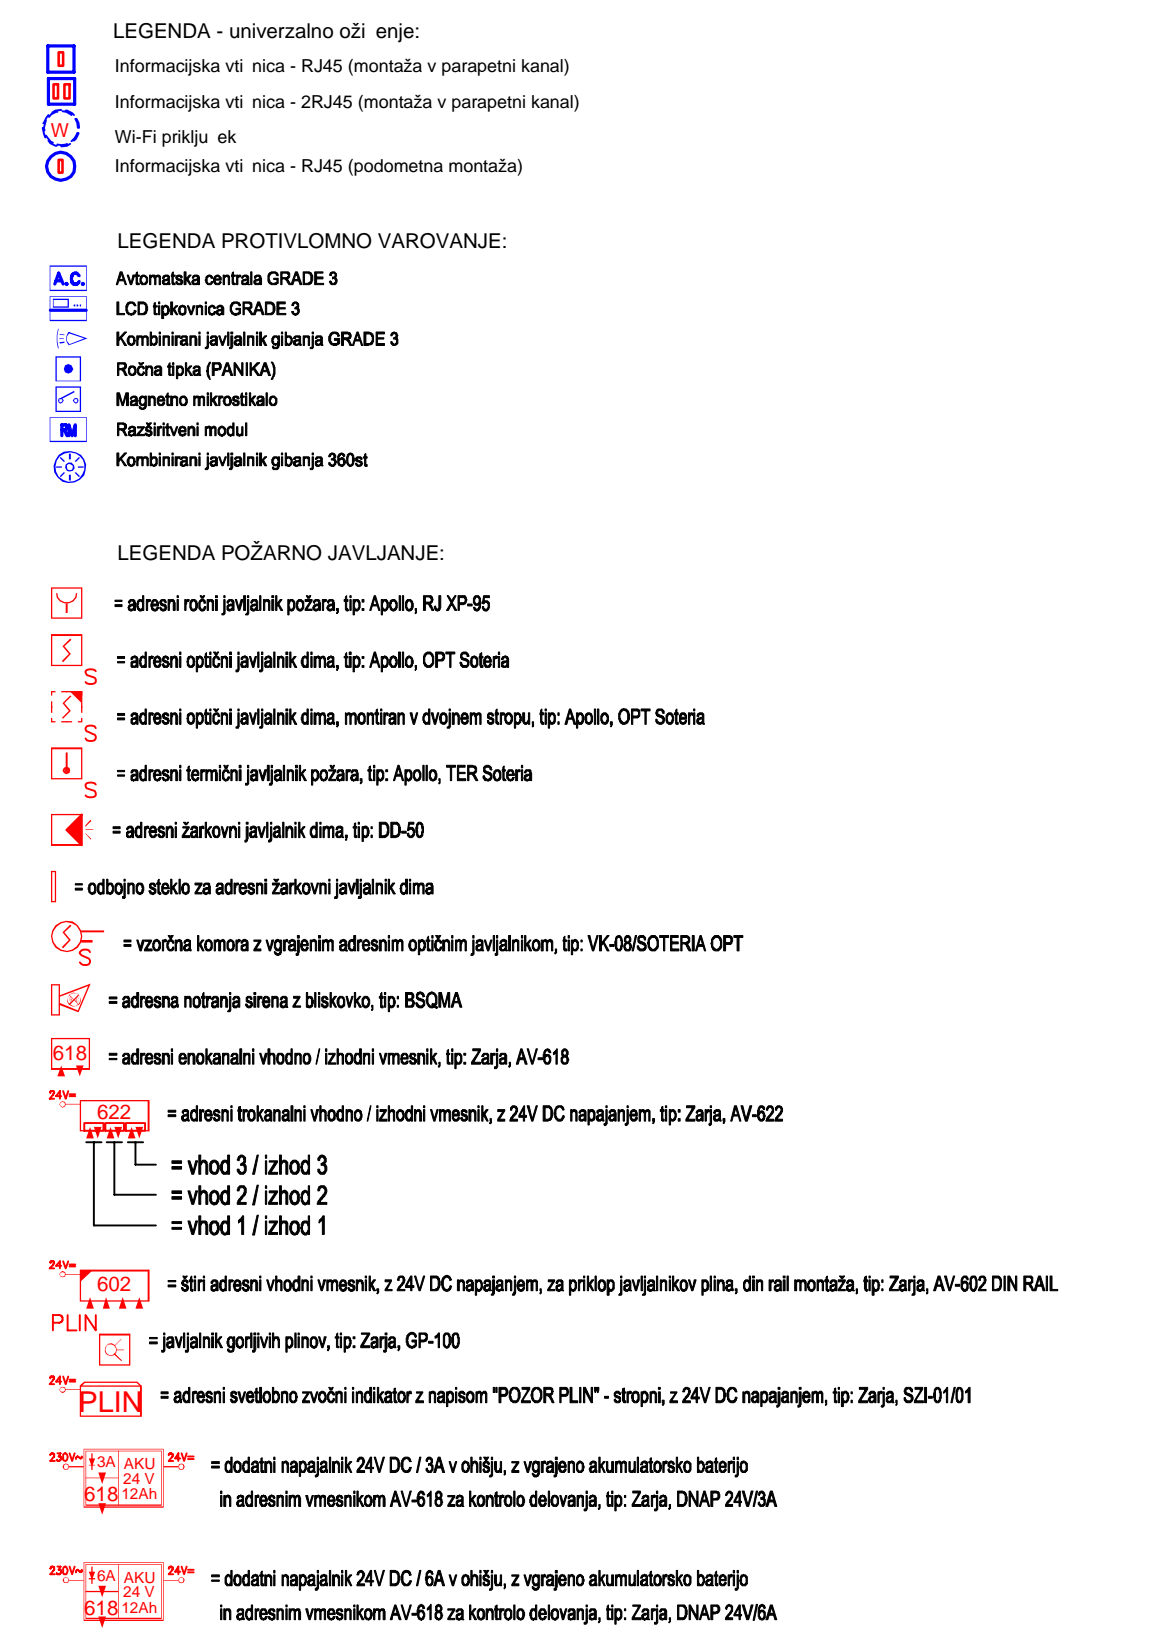 LEGENDA - univerzalno oži enje:
Informacijska vti nica - RJ45 (montaža v parapetni kanal)
Informacijska vti nica - 2RJ45 (montaža v parapetni kanal)
W
Wi-Fi priklju ek
Informacijska vti nica - RJ45 (podometna montaža)
LEGENDA PROTIVLOMNO VAROVANJE:
A.C. Avtomatska centrala GRADE 3
LCD tipkovnica GRADE 3
Kombinirani javljalnik gibanja GRADE 3
Ročna tipka (PANIKA)
Magnetno mikrostikalo
RM Razširitveni modul
Kombinirani javljalnik gibanja 360st
LEGENDA POŽARNO JAVLJANJE:
= adresni ročni javljalnik požara, tip: Apollo, RJ XP-95
= adresni optični javljalnik dima, tip: Apollo, OPT Soteria
S
= adresni optični javljalnik dima, montiran v dvojnem stropu, tip: Apollo, OPT Soteria
S
= adresni termični javljalnik požara, tip: Apollo, TER Soteria
S
= adresni žarkovni javljalnik dima, tip: DD-50
= odbojno steklo za adresni žarkovni javljalnik dima
= vzorčna komora z vgrajenim adresnim optičnim javljalnikom, tip: VK-08/SOTERIA OPT
S
= adresna notranja sirena z bliskovko, tip: BSQMA
618 = adresni enokanalni vhodno / izhodni vmesnik, tip: Zarja, AV-618
24V=
622 = adresni trokanalni vhodno / izhodni vmesnik, z 24V DC napajanjem, tip: Zarja, AV-622
= vhod 3 / izhod 3
= vhod 2 / izhod 2
= vhod 1 / izhod 1
24V=
602 = štiri adresni vhodni vmesnik, z 24V DC napajanjem, za priklop javljalnikov plina, din rail montaža, tip: Zarja, AV-602 DIN RAIL
PLIN
= javljalnik gorljivih plinov, tip: Zarja, GP-100
24V=
PLIN = adresni svetlobno zvočni indikator z napisom "POZOR PLIN" - stropni, z 24V DC napajanjem, tip: Zarja, SZI-01/01
230V~ 3A AKU 24V= = dodatni napajalnik 24V DC / 3A v ohišju, z vgrajeno akumulatorsko baterijo
24 V
618 12Ah in adresnim vmesnikom AV-618 za kontrolo delovanja, tip: Zarja, DNAP 24V/3A
230V~ 6A AKU 24V= = dodatni napajalnik 24V DC / 6A v ohišju, z vgrajeno akumulatorsko baterijo
24 V
618 12Ah in adresnim vmesnikom AV-618 za kontrolo delovanja, tip: Zarja, DNAP 24V/6A